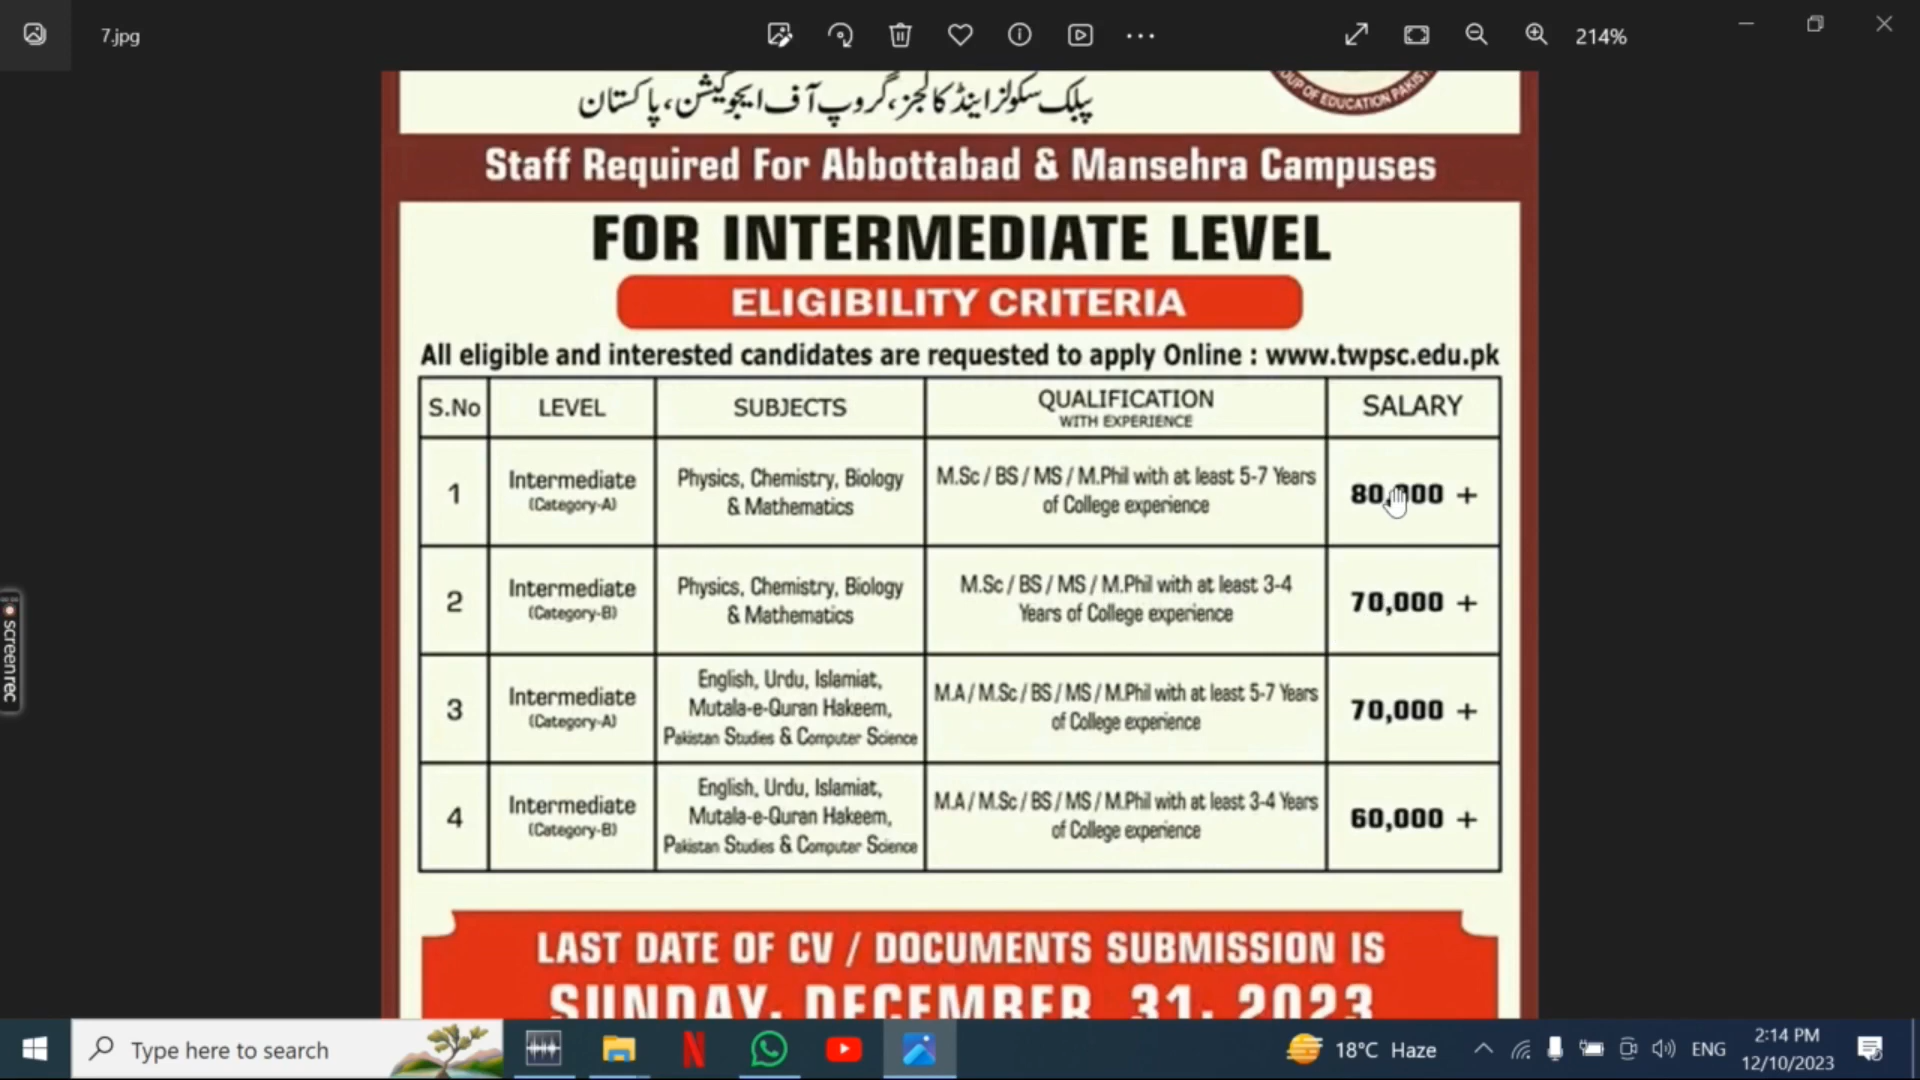 7.jpg
214%
پبلک سکولز اینڈ کالجز، گروپ آف ایجوکیشن، پاکستان
OUP OF EDUCATION PAKIS
Staff Required For Abbottabad & Mansehra Campuses
FOR INTERMEDIATE LEVEL
ELIGIBILITY CRITERIA
All eligible and interested candidates are requested to apply Online : www.twpsc.edu.pk
S.No LEVEL SUBJECTS QUALIFICATION WITH EXPERIENCE SALARY
1 Intermediate (Category-A) Physics, Chemistry, Biology & Mathematics M.Sc / BS / MS / M.Phil with at least 5-7 Years of College experience 80,000 +
2 Intermediate (Category-B) Physics, Chemistry, Biology & Mathematics M.Sc / BS / MS / M.Phil with at least 3-4 Years of College experience 70,000 +
3 Intermediate (Category-A) English, Urdu, Islamiat, Mutala-e-Quran Hakeem, Pakistan Studies & Computer Science M.A / M.Sc / BS / MS / M.Phil with at least 5-7 Years of College experience 70,000 +
4 Intermediate (Category-B) English, Urdu, Islamiat, Mutala-e-Quran Hakeem, Pakistan Studies & Computer Science M.A / M.Sc / BS / MS / M.Phil with at least 3-4 Years of College experience 60,000 +
LAST DATE OF CV / DOCUMENTS SUBMISSION IS
SUNDAY, DECEMBER 31, 2023
screenrec
Type here to search
18°C Haze
ENG
2:14 PM
12/10/2023